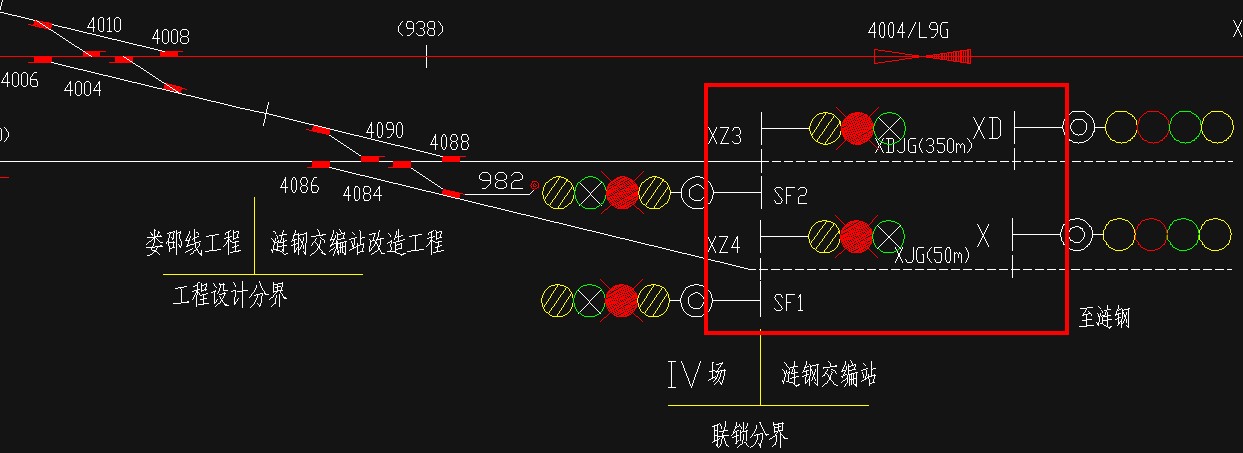 4010
4008
(938)
4004/L9G
X
4006
4004
4090
4088
XZ3
XDJG(350m)
XD
)
4086
4084
982
SF2
娄邵线工程
涟钢交编站改造工程
工程设计分界
XZ4
XJG(50m)
X
SF1
至涟钢
IV场
涟钢交编站
联锁分界